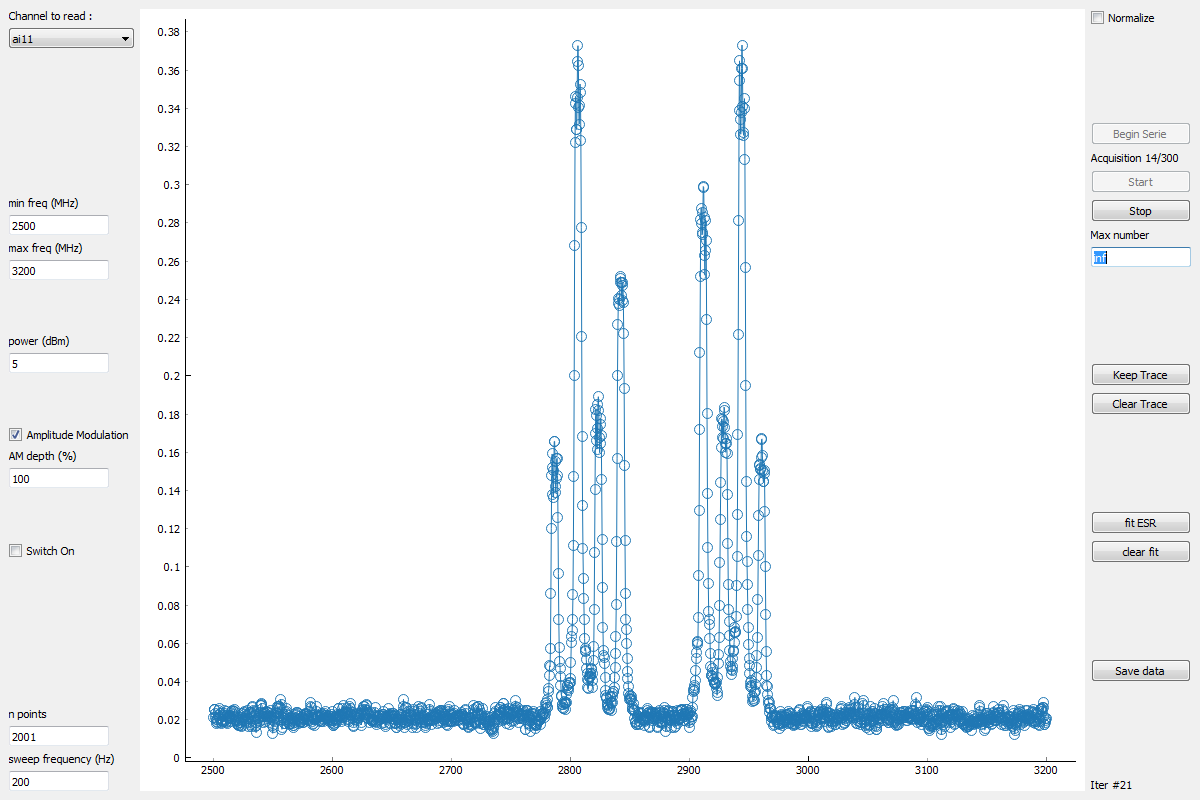 Channel to read :
ai11
min freq (MHz)
2500
max freq (MHz)
3200
power (dBm)
5
Amplitude Modulation
AM depth (%)
100
Switch On
n points
2001
sweep frequency (Hz)
200
0.38
0.36
0.34
0.32
0.3
0.28
0.26
0.24
0.22
0.2
0.18
0.16
0.14
0.12
0.1
0.08
0.06
0.04
0.02
0
2500 2600 2700 2800 2900 3000 3100 3200
Normalize
Begin Serie
Acquisition 14/300
Start
Stop
Max number
inf
Keep Trace
Clear Trace
fit ESR
clear fit
Save data
Iter #21